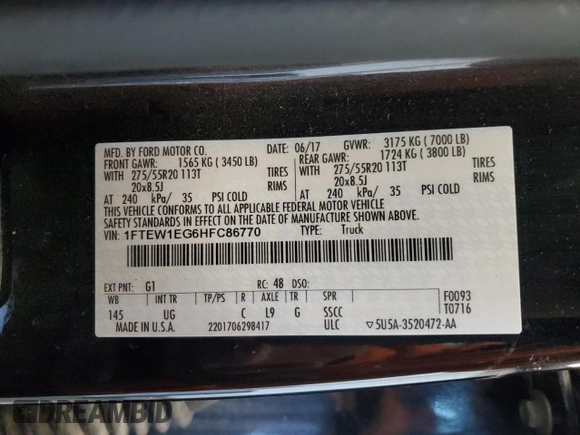 MFD. BY FORD MOTOR CO. 06/17 GVWR: 3175 KG ( 7000 LB)
FRONT GAWR: 1565 KG ( 3450 LB) REAR GAWR: 1724 KG ( 3800 LB)
WITH 275/55R20 113T TIRES WITH 275/55R20 113T TIRES
20x8.5J RIMS 20x8.5J RIMS
AT 240 kPa/ 35 PSI COLD AT 240 kPa/ 35 PSI COLD
THIS VEHICLE CONFORMS TO ALL APPLICABLE FEDERAL MOTOR VEHICLE
SAFETY STANDARDS IN EFFECT ON THE DATE OF MANUFACTURE SHOWN ABOVE.
VIN: 1FTEW1EG6HFC86770 TYPE: Truck
EXT PNT: G1 RC: 48 DSO: F0093
WB INT TR TP/PS R AXLE TR SPR T0716
145 UG C L9 G SSCC
MADE IN U.S.A. 2201706298417 ULC ▽5U5A-3520472-AA
DREAMBID